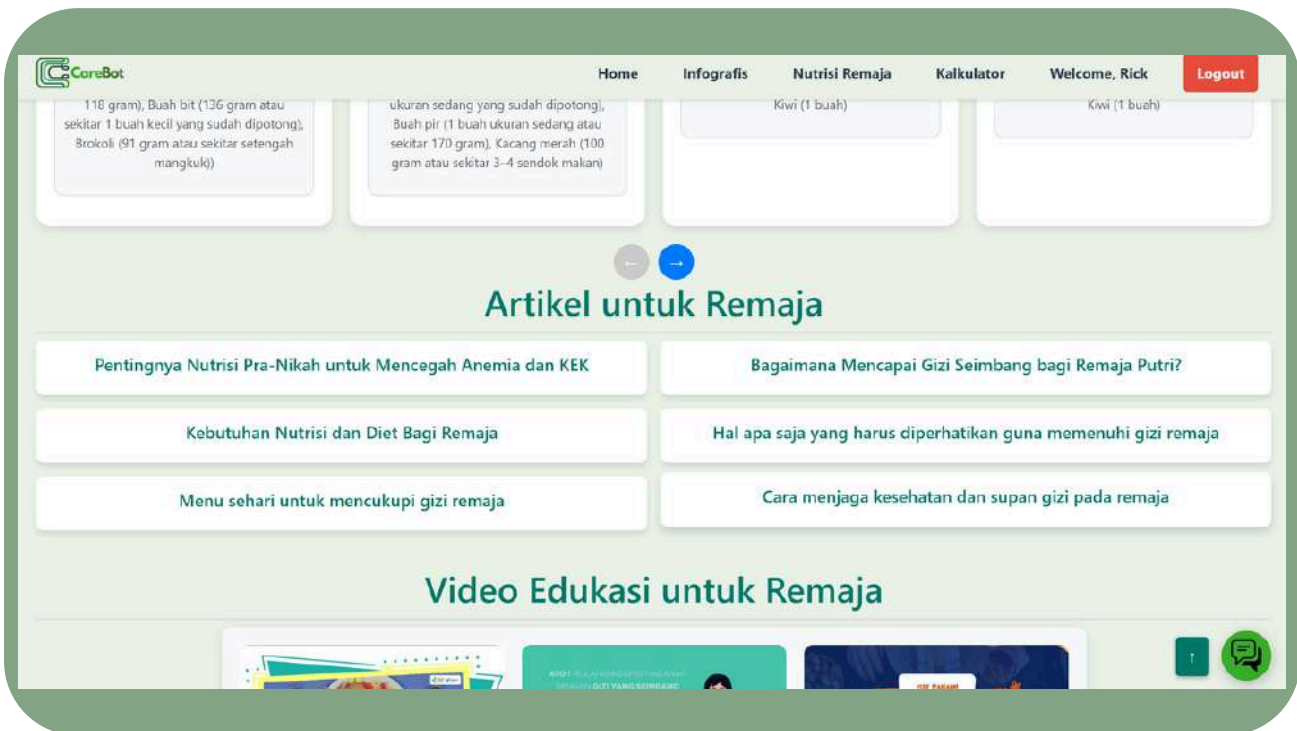 CareBot
Home Infografis Nutrisi Remaja Kalkulator Welcome, Rick Logout
118 gram), Buah bit (136 gram atau
sekitar 1 buah kecil yang sudah dipotong),
Brokoli (91 gram atau sekitar setengah
mangkuk))
ukuran sedang yang sudah dipotong),
Buah pir (1 buah ukuran sedang atau
sekitar 170 gram), Kacang merah (100
gram atau sekitar 3-4 sendok makan)
Kiwi (1 buah)
Kiwi (1 buah)
← →
Artikel untuk Remaja
Pentingnya Nutrisi Pra-Nikah untuk Mencegah Anemia dan KEK
Bagaimana Mencapai Gizi Seimbang bagi Remaja Putri?
Kebutuhan Nutrisi dan Diet Bagi Remaja
Hal apa saja yang harus diperhatikan guna memenuhi gizi remaja
Menu sehari untuk mencukupi gizi remaja
Cara menjaga kesehatan dan supan gizi pada remaja
Video Edukasi untuk Remaja
GIZI YANG SEIMBANG
↑